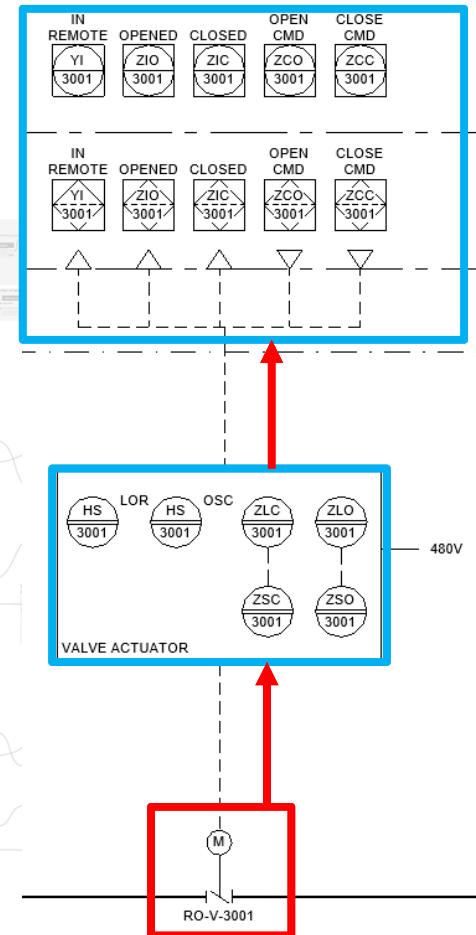 IN REMOTE OPENED CLOSED OPEN CMD CLOSE CMD
YI 3001 ZIO 3001 ZIC 3001 ZCO 3001 ZCC 3001
IN REMOTE OPENED CLOSED OPEN CMD CLOSE CMD
YI 3001 ZIO 3001 ZIC 3001 ZCO 3001 ZCC 3001
HS 3001 LOR HS 3001 OSC ZLC 3001 ZLO 3001
480V
ZSC 3001 ZSO 3001
VALVE ACTUATOR
M
RO-V-3001